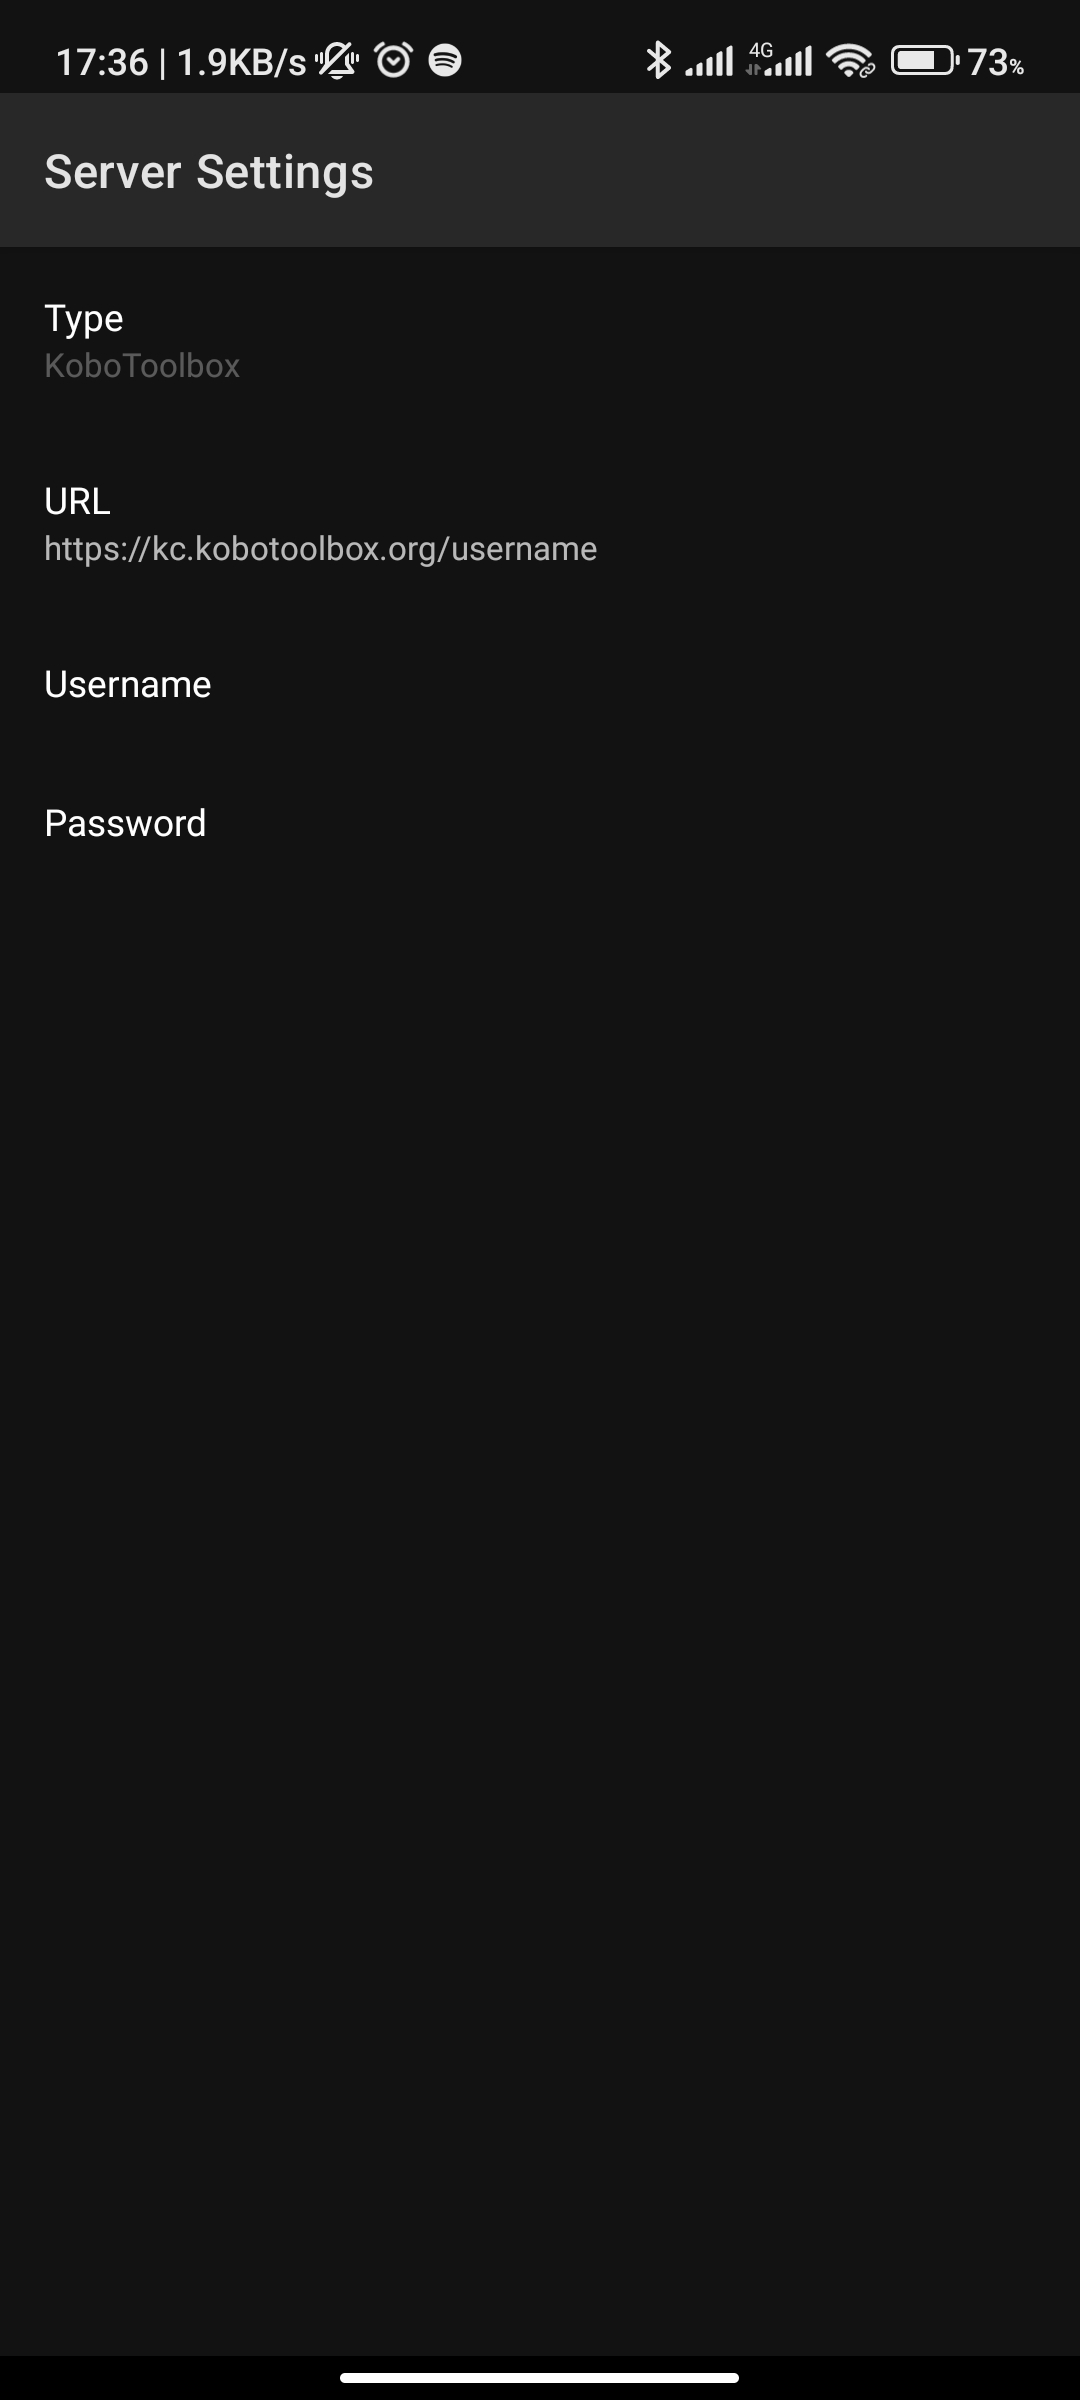 17:36 | 1.9KB/s 4G 73%
Server Settings
Type
KoboToolbox
URL
https://kc.kobotoolbox.org/username
Username
Password